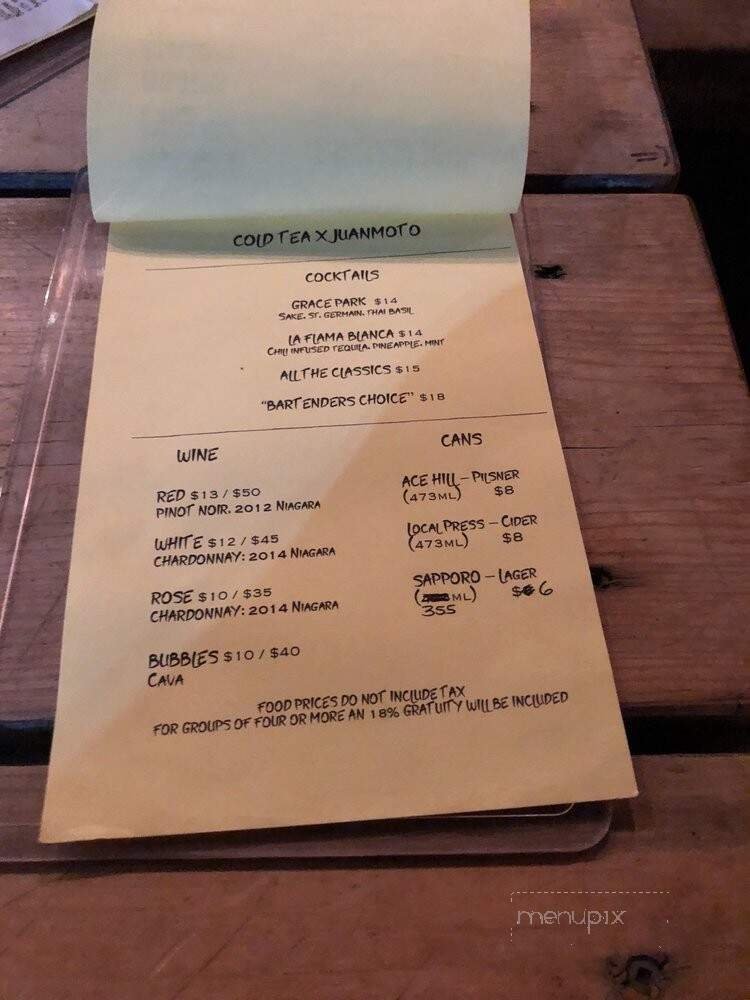 COLD TEA X JUANMOTO
COCKTAILS
GRACE PARK $14
SAKE, ST. GERMAIN, THAI BASIL
LA FLAMA BLANCA $14
CHILI INFUSED TEQUILA, PINEAPPLE, MINT
ALL THE CLASSICS $15
"BARTENDERS CHOICE" $18
WINE
RED $13 / $50
PINOT NOIR. 2012 NIAGARA
WHITE $12 / $45
CHARDONNAY: 2014 NIAGARA
ROSE $10 / $35
CHARDONNAY: 2014 NIAGARA
BUBBLES $10 / $40
CAVA
CANS
ACE HILL - PILSNER
(473ML) $8
LOCAL PRESS - CIDER
(473ML) $8
SAPPORO - LAGER
( ML) $ 6
355
FOOD PRICES DO NOT INCLUDE TAX
FOR GROUPS OF FOUR OR MORE AN 18% GRATUITY WILL BE INCLUDED
menupix